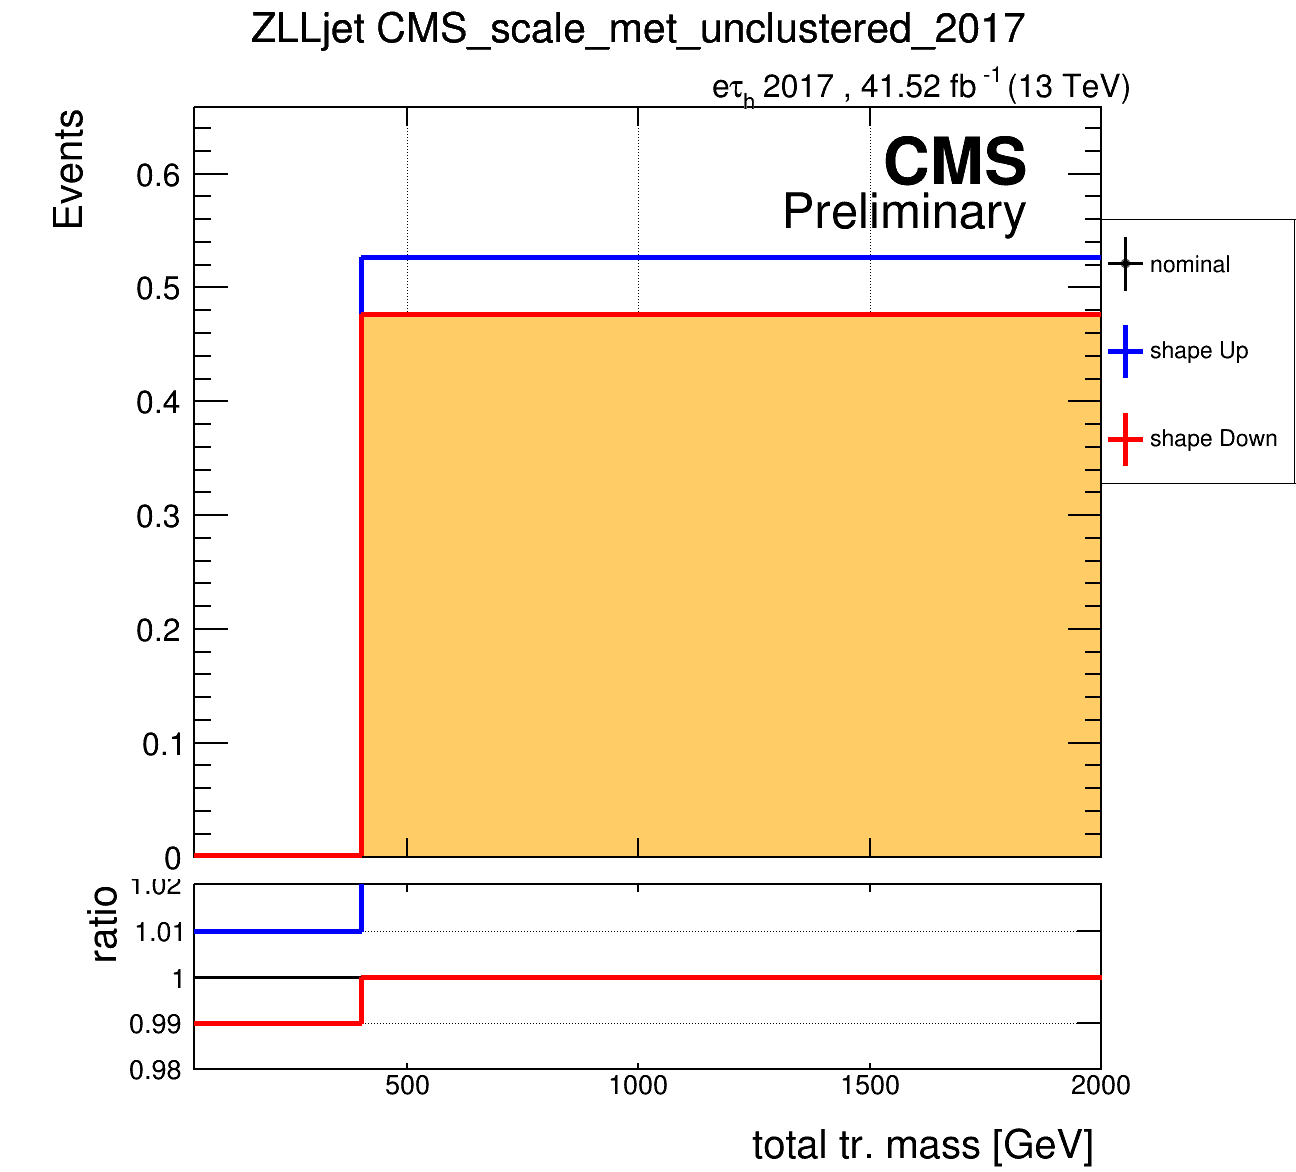 ZLLjet CMS_scale_met_unclustered_2017
eτh 2017 , 41.52 fb -1 (13 TeV)
Events
CMS
Preliminary
0.6
0.5
0.4
0.3
0.2
0.1
0
nominal
shape Up
shape Down
ratio
1.02
1.01
1
0.99
0.98
500
1000
1500
2000
total tr. mass [GeV]